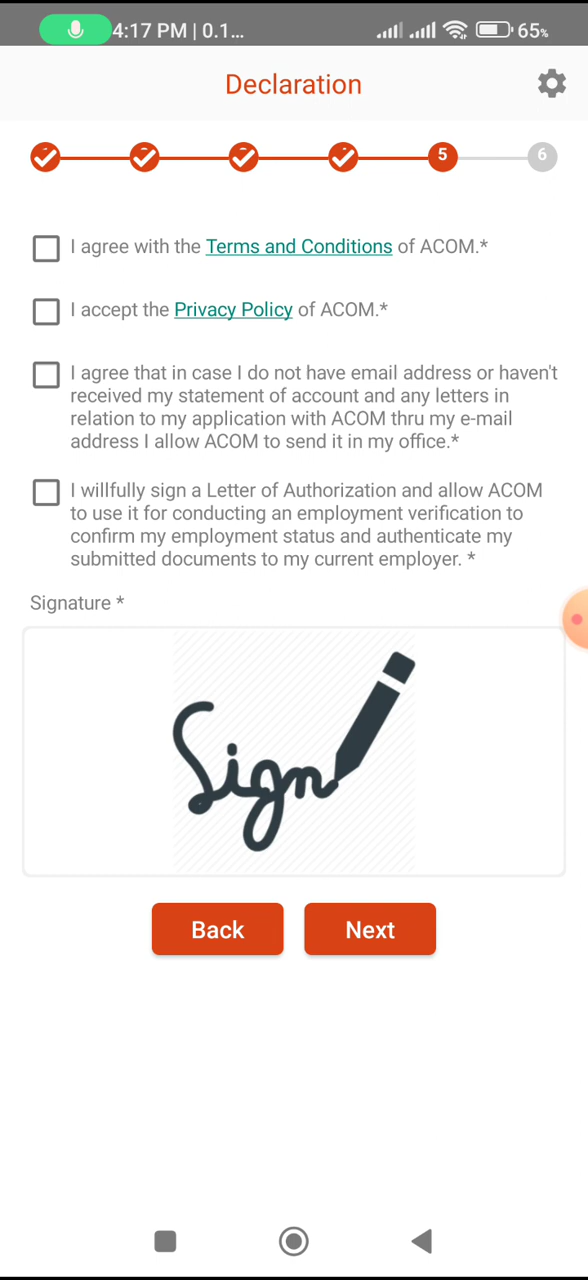 4:17 PM | 0.1...
65%
Declaration
5
6
I agree with the Terms and Conditions of ACOM.*
I accept the Privacy Policy of ACOM.*
I agree that in case I do not have email address or haven't
received my statement of account and any letters in
relation to my application with ACOM thru my e-mail
address I allow ACOM to send it in my office.*
I willfully sign a Letter of Authorization and allow ACOM
to use it for conducting an employment verification to
confirm my employment status and authenticate my
submitted documents to my current employer. *
Signature *
Sign
Back
Next